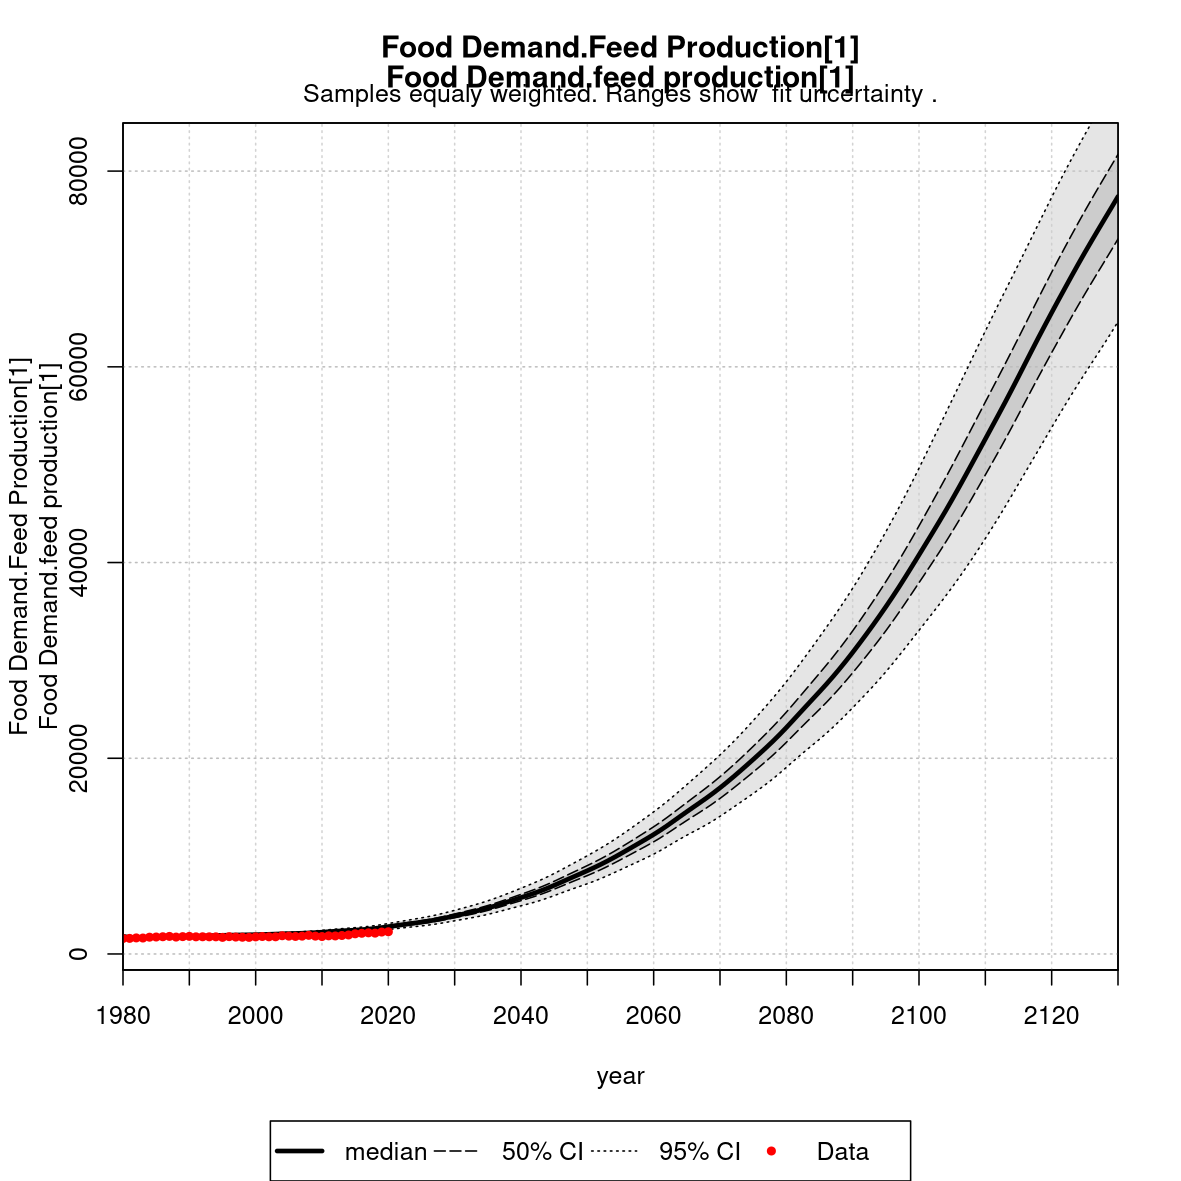 Food Demand.Feed Production[1]
Food Demand.feed production[1]
Samples equaly weighted. Ranges show  fit uncertainty .
Food Demand.Feed Production[1]
Food Demand.feed production[1]
80000
60000
40000
20000
0
1980 2000 2020 2040 2060 2080 2100 2120
year
median 50% CI 95% CI Data